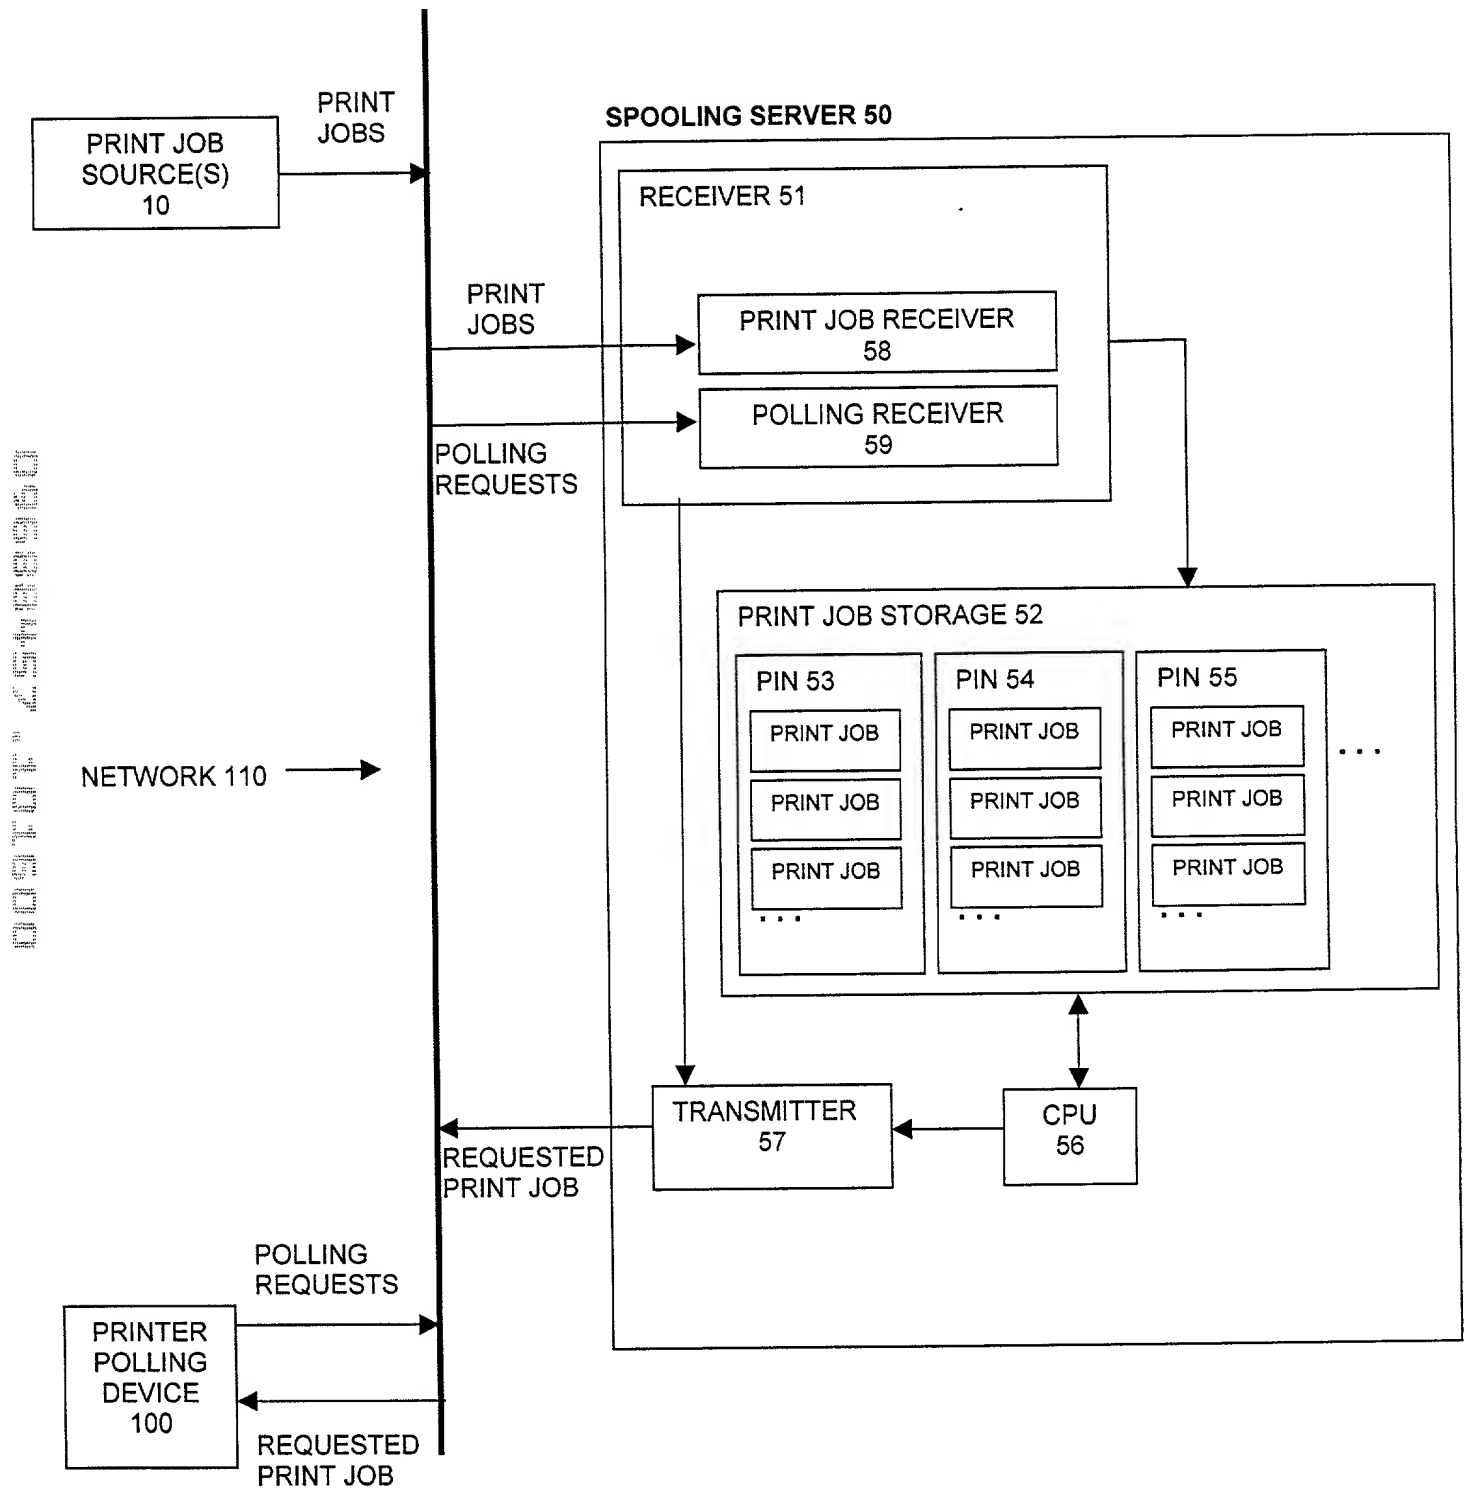 PRINT
JOBS
SPOOLING SERVER 50
PRINT JOB
SOURCE(S)
10
RECEIVER 51
PRINT
JOBS
PRINT JOB RECEIVER
58
POLLING RECEIVER
59
POLLING
REQUESTS
PRINT JOB STORAGE 52
PIN 53
PRINT JOB
PRINT JOB
PRINT JOB
...
PIN 54
PRINT JOB
PRINT JOB
PRINT JOB
...
PIN 55
PRINT JOB
PRINT JOB
PRINT JOB
...
...
NETWORK 110
TRANSMITTER
57
CPU
56
REQUESTED
PRINT JOB
POLLING
REQUESTS
PRINTER
POLLING
DEVICE
100
REQUESTED
PRINT JOB